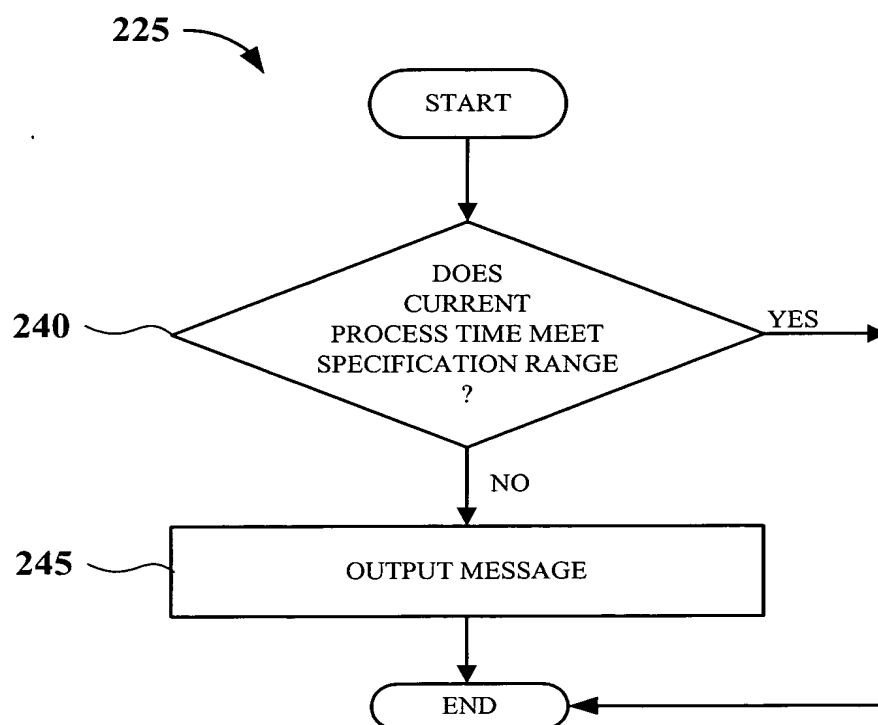 225
START
DOES
CURRENT
PROCESS TIME MEET
SPECIFICATION RANGE
?
240
YES
NO
245
OUTPUT MESSAGE
END